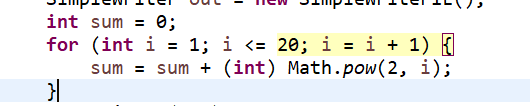 SimpleWriter out = new SimpleWriter1L();
int sum = 0;
for (int i = 1; i <= 20; i = i + 1) {
sum = sum + (int) Math.pow(2, i);
}